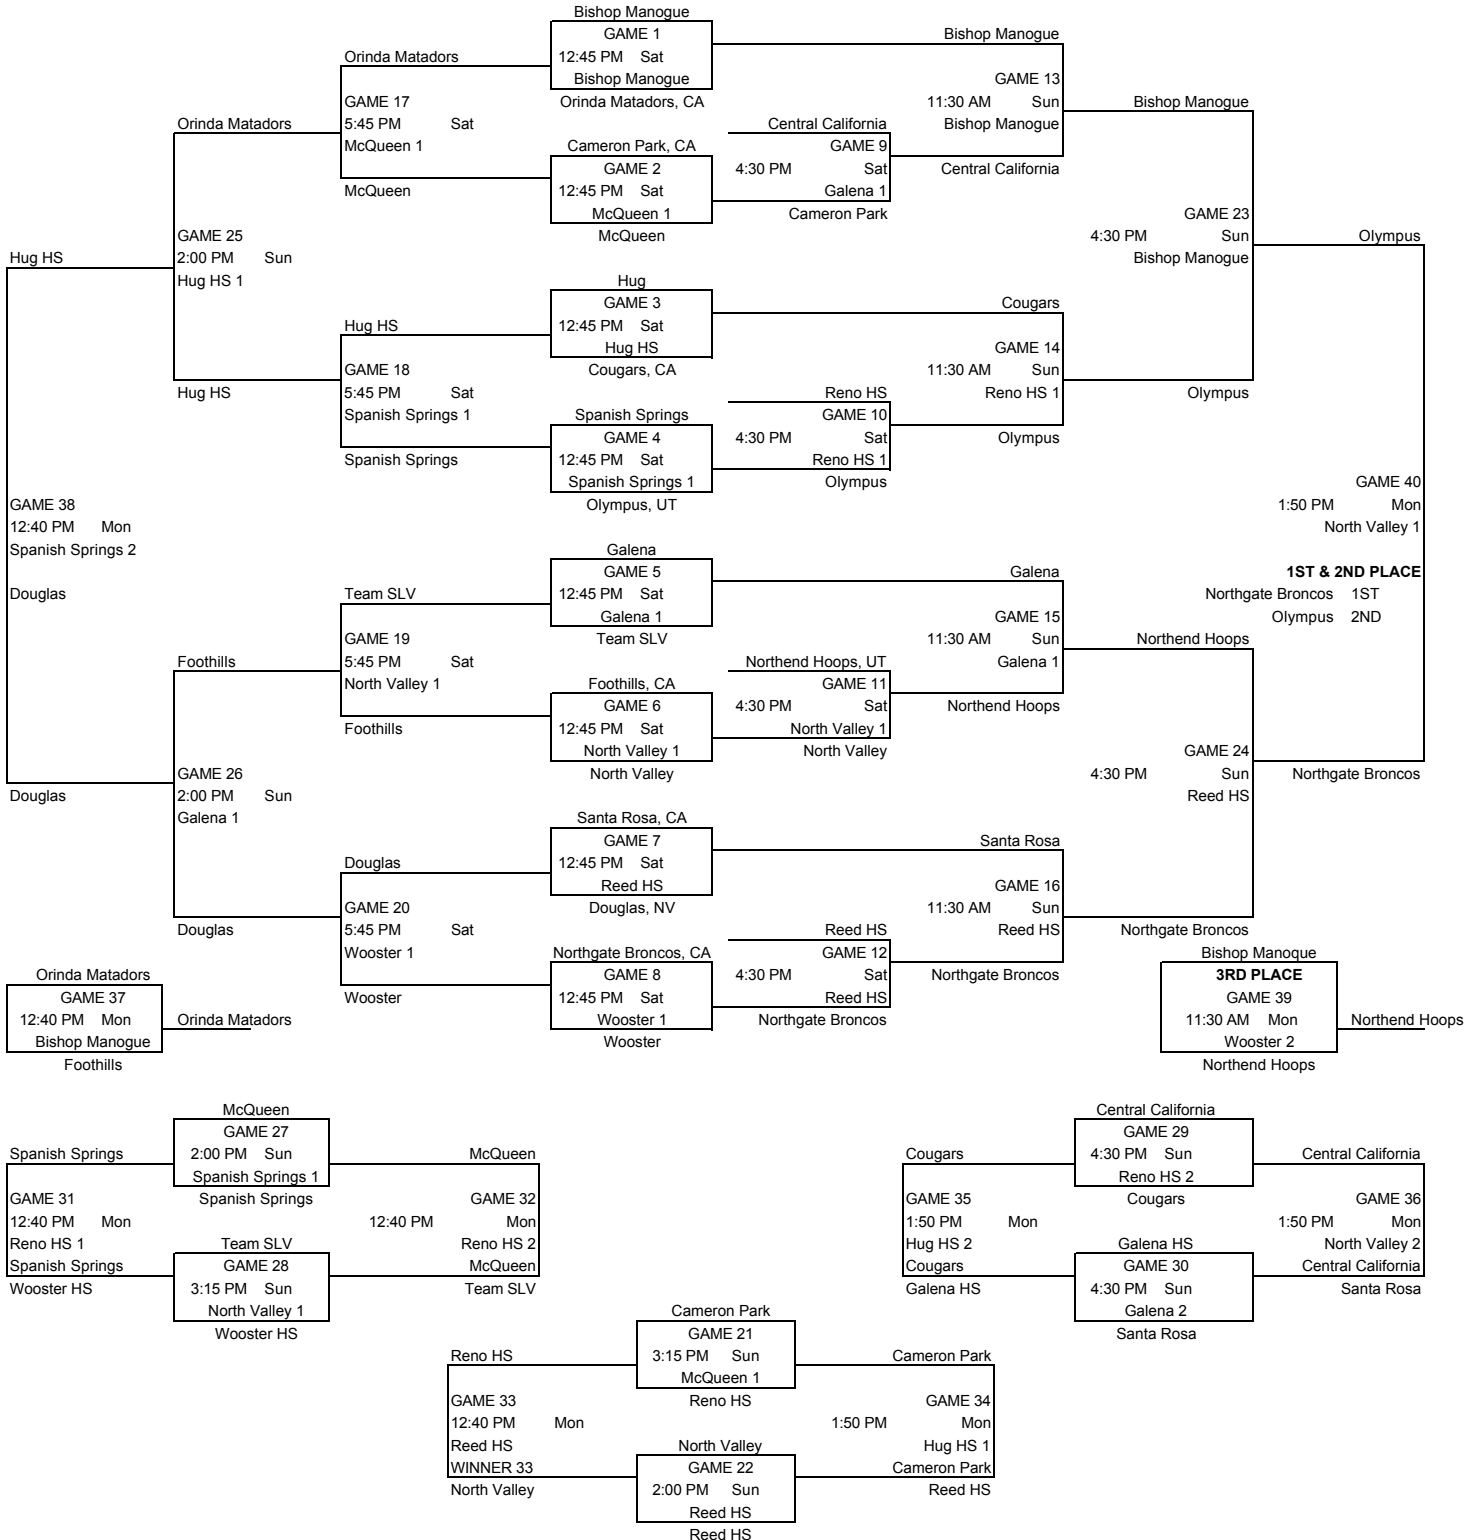 Bishop Manogue
GAME 1
Bishop Manogue
Orinda Matadors
12:45 PM Sat
GAME 13
Bishop Manogue
GAME 17
Orinda Matadors, CA
11:30 AM Sun
Bishop Manogue
Orinda Matadors
5:45 PM Sat
Central California
Bishop Manogue
McQueen 1
Cameron Park, CA
GAME 9
GAME 2
4:30 PM Sat
Central California
McQueen
12:45 PM Sat
Galena 1
McQueen 1
Cameron Park
GAME 23
GAME 25
McQueen
4:30 PM Sun
Olympus
Hug HS
2:00 PM Sun
Bishop Manogue
Hug HS 1
Hug
GAME 3
Cougars
Hug HS
12:45 PM Sat
Hug HS
GAME 14
GAME 18
Cougars, CA
11:30 AM Sun
Hug HS
5:45 PM Sat
Reno HS
Reno HS 1
Olympus
Spanish Springs 1
Spanish Springs
GAME 10
GAME 4
4:30 PM Sat
Olympus
Spanish Springs
12:45 PM Sat
Reno HS 1
Spanish Springs 1
Olympus
GAME 40
GAME 38
Olympus, UT
1:50 PM Mon
12:40 PM Mon
North Valley 1
Spanish Springs 2
Galena
GAME 5
Galena
1ST & 2ND PLACE
Douglas
Team SLV
12:45 PM Sat
Northgate Broncos 1ST
Galena 1
GAME 15
Olympus 2ND
GAME 19
Team SLV
11:30 AM Sun
Northend Hoops
Foothills
5:45 PM Sat
Northend Hoops, UT
Galena 1
North Valley 1
Foothills, CA
GAME 11
GAME 6
4:30 PM Sat
Northend Hoops
Foothills
12:45 PM Sat
North Valley 1
North Valley 1
North Valley
GAME 24
GAME 26
North Valley
4:30 PM Sun
Northgate Broncos
Douglas
2:00 PM Sun
Reed HS
Galena 1
Santa Rosa, CA
GAME 7
Santa Rosa
Douglas
12:45 PM Sat
Reed HS
GAME 16
GAME 20
Douglas, NV
11:30 AM Sun
Douglas
5:45 PM Sat
Reed HS
Reed HS
Northgate Broncos
Wooster 1
Northgate Broncos, CA
GAME 12
Bishop Manoque
Orinda Matadors
GAME 8
4:30 PM Sat
Northgate Broncos
3RD PLACE
GAME 37
Wooster
12:45 PM Sat
Reed HS
GAME 39
12:40 PM Mon
Orinda Matadors
Wooster 1
Northgate Broncos
11:30 AM Mon
Northend Hoops
Bishop Manogue
Wooster
Wooster 2
Foothills
Northend Hoops
McQueen
Central California
GAME 27
GAME 29
Spanish Springs
2:00 PM Sun
McQueen
Cougars
4:30 PM Sun
Central California
Spanish Springs 1
Reno HS 2
GAME 31
Spanish Springs
GAME 32
GAME 35
Cougars
GAME 36
12:40 PM Mon
12:40 PM Mon
1:50 PM Mon
1:50 PM Mon
Reno HS 1
Team SLV
Reno HS 2
Hug HS 2
Galena HS
North Valley 2
Spanish Springs
GAME 28
McQueen
Cougars
GAME 30
Central California
Wooster HS
3:15 PM Sun
Team SLV
Galena HS
4:30 PM Sun
Santa Rosa
North Valley 1
Cameron Park
Galena 2
Wooster HS
GAME 21
Santa Rosa
Reno HS
3:15 PM Sun
Cameron Park
McQueen 1
GAME 33
Reno HS
GAME 34
12:40 PM Mon
1:50 PM Mon
Reed HS
North Valley
Hug HS 1
WINNER 33
GAME 22
Cameron Park
North Valley
2:00 PM Sun
Reed HS
Reed HS
Reed HS